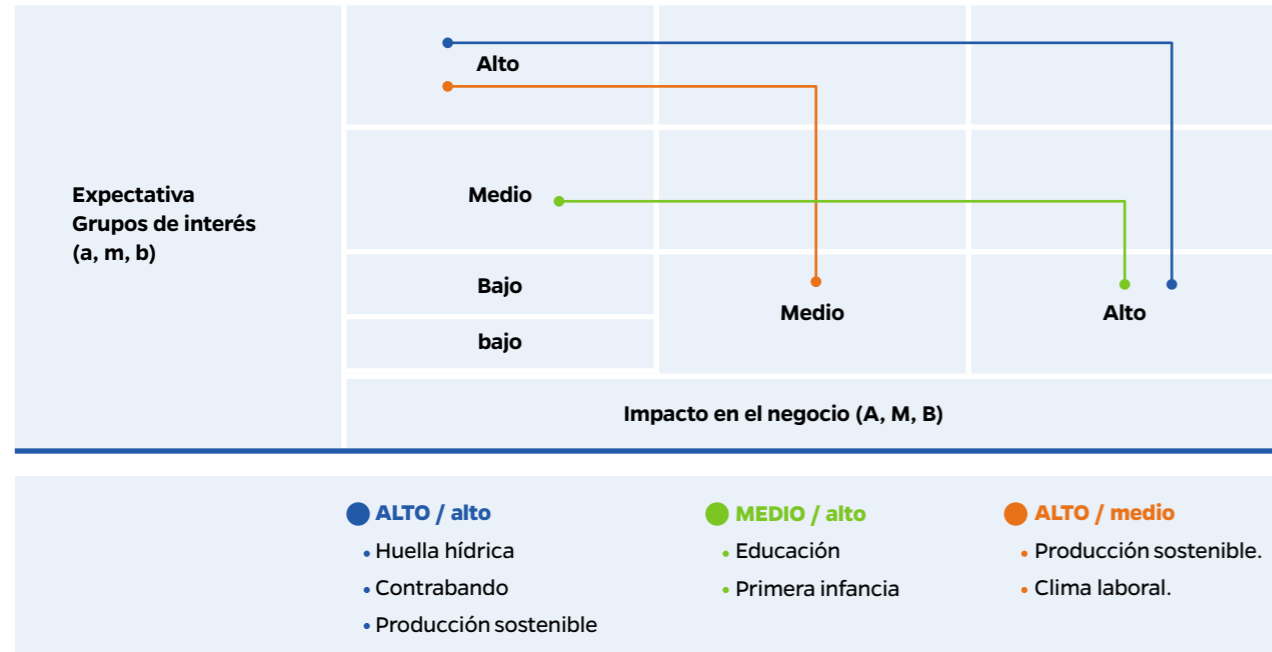 Alto
Expectativa
Grupos de interés
(a, m, b)
Medio
Bajo
bajo
Medio
Alto
Impacto en el negocio (A, M, B)
ALTO / alto
• Huella hídrica
• Contrabando
• Producción sostenible
MEDIO / alto
• Educación
• Primera infancia
ALTO / medio
• Producción sostenible.
• Clima laboral.